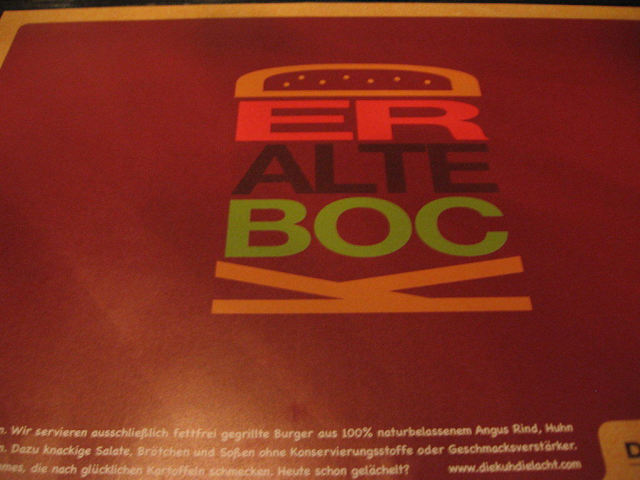 D
ER
ALTE
BOC
K
n. Wir servieren ausschließlich fettfrei gegrillte Burger aus 100% naturbelassenem Angus Rind, Huhn
n. Dazu knackige Salate, Brötchen und Soßen ohne Konservierungsstoffe oder Geschmacksverstärker.
mes, die nach glücklichen Kartoffeln schmecken. Heute schon gelächelt? www.diekuhdielacht.com
D